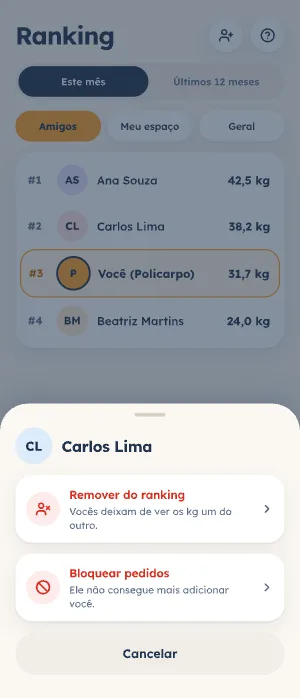 Ranking
Este mês
Últimos 12 meses
Amigos
Meu espaço
Geral
#1 AS Ana Souza 42,5 kg
#2 CL Carlos Lima 38,2 kg
#3 P Você (Policarpo) 31,7 kg
#4 BM Beatriz Martins 24,0 kg
CL Carlos Lima
Remover do ranking
Vocês deixam de ver os kg um do
outro.
Bloquear pedidos
Ele não consegue mais adicionar
você.
Cancelar